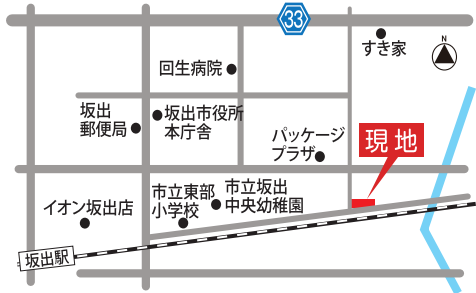 33
すき家
N
回生病院
坂出
郵便局
坂出市役所
本庁舎
パッケージ
プラザ
現地
市立東部
小学校
市立坂出
中央幼稚園
イオン坂出店
坂出駅